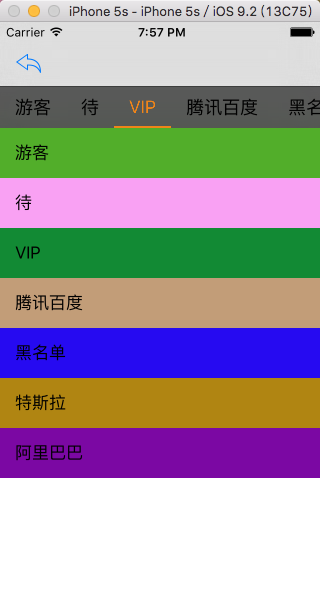 iPhone 5s - iPhone 5s / iOS 9.2 (13C75)
Carrier 7:57 PM
游客 待 VIP 腾讯百度 黑名
游客
待
VIP
腾讯百度
黑名单
特斯拉
阿里巴巴